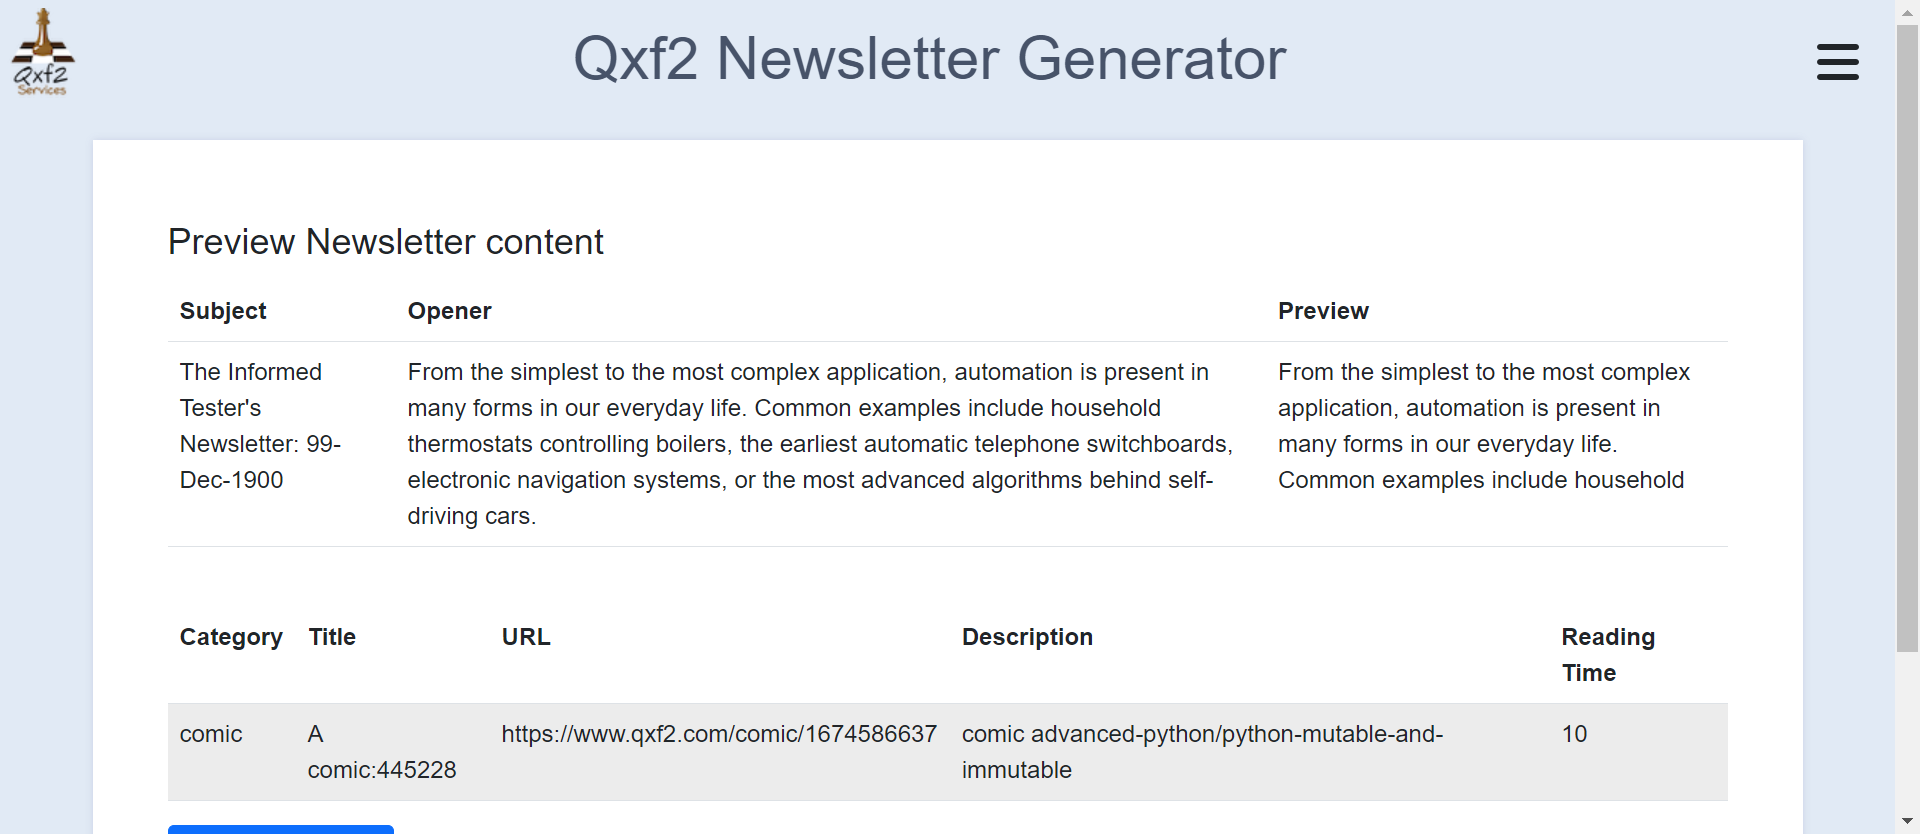 Qxf2
Services
Qxf2 Newsletter Generator
Preview Newsletter content
Subject Opener Preview
The Informed
Tester's
Newsletter: 99-
Dec-1900
From the simplest to the most complex application, automation is present in
many forms in our everyday life. Common examples include household
thermostats controlling boilers, the earliest automatic telephone switchboards,
electronic navigation systems, or the most advanced algorithms behind self-
driving cars.
From the simplest to the most complex
application, automation is present in
many forms in our everyday life.
Common examples include household
Category Title URL Description Reading
Time
comic
A
comic:445228
https://www.qxf2.com/comic/1674586637
comic advanced-python/python-mutable-and-
immutable
10